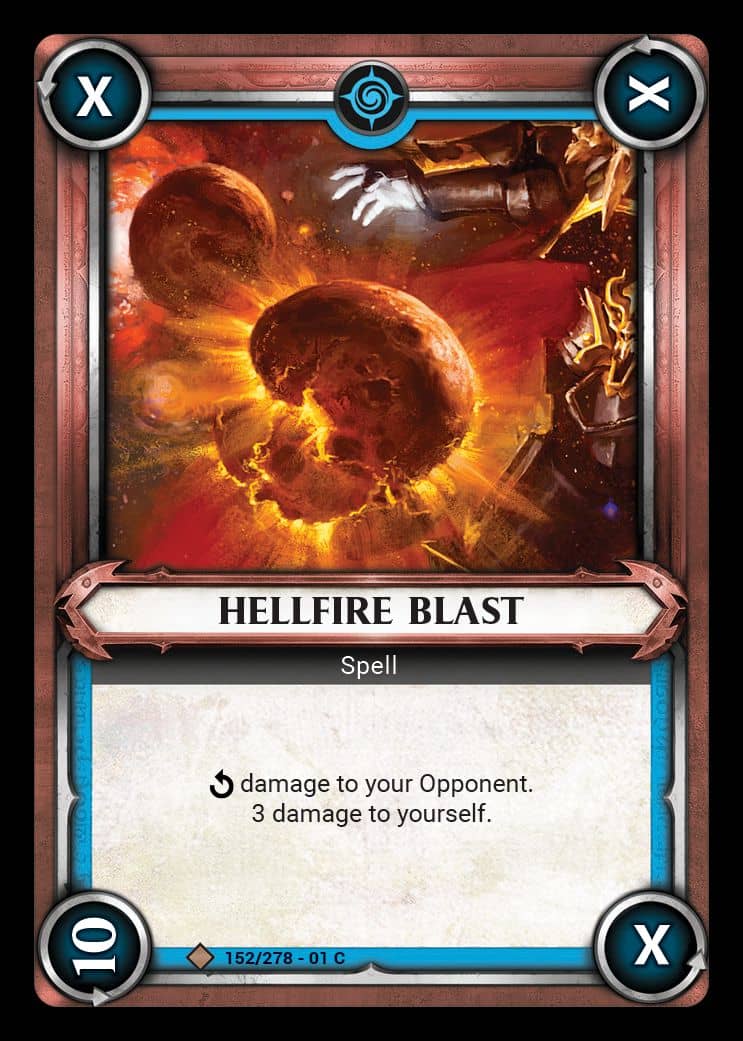 X X
HELLFIRE BLAST
Spell
damage to your Opponent.
3 damage to yourself.
10 152/278 - 01 C X